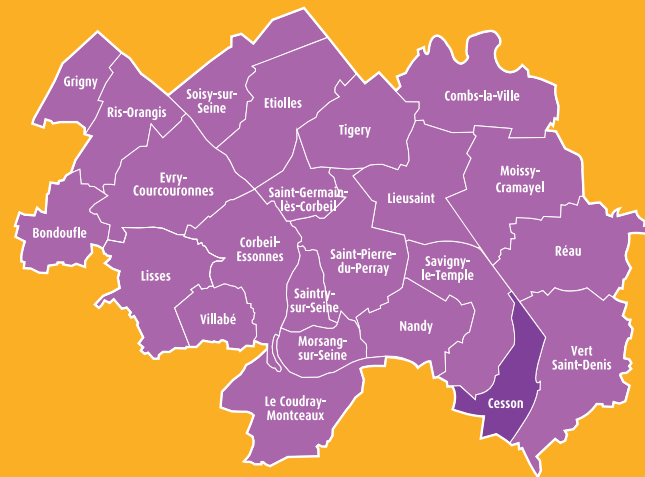 Grigny
Ris-Orangis
Soisy-sur-
Seine
Etiolles
Tigery
Combs-la-Ville
Evry-
Courcouronnes
Saint-Germain-
lès-Corbeil
Lieusaint
Moissy-
Cramayel
Bondoufle
Lisses
Corbeil-
Essonnes
Saint-Pierre-
du-Perray
Savigny-
le-Temple
Réau
Villabé
Saintry-
sur-Seine
Morsang-
sur-Seine
Nandy
Vert
Saint-Denis
Le Coudray-
Montceaux
Cesson